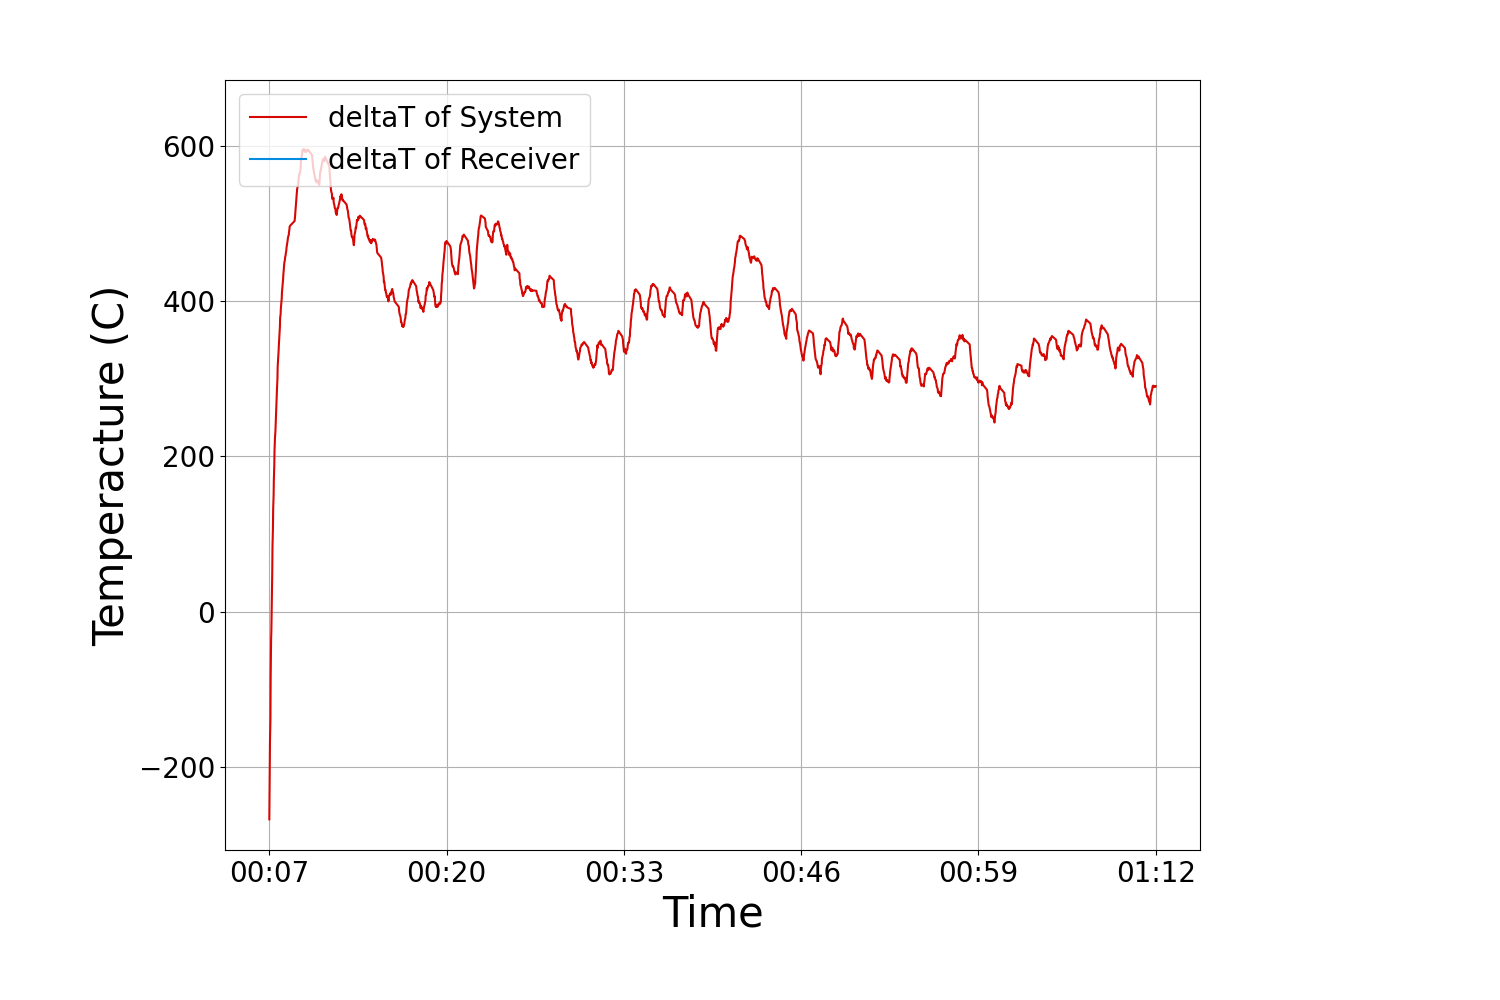 deltaT of System
deltaT of Receiver
600
400
200
0
−200
Temperacture (C)
00:07 00:20 00:33 00:46 00:59 01:12
Time